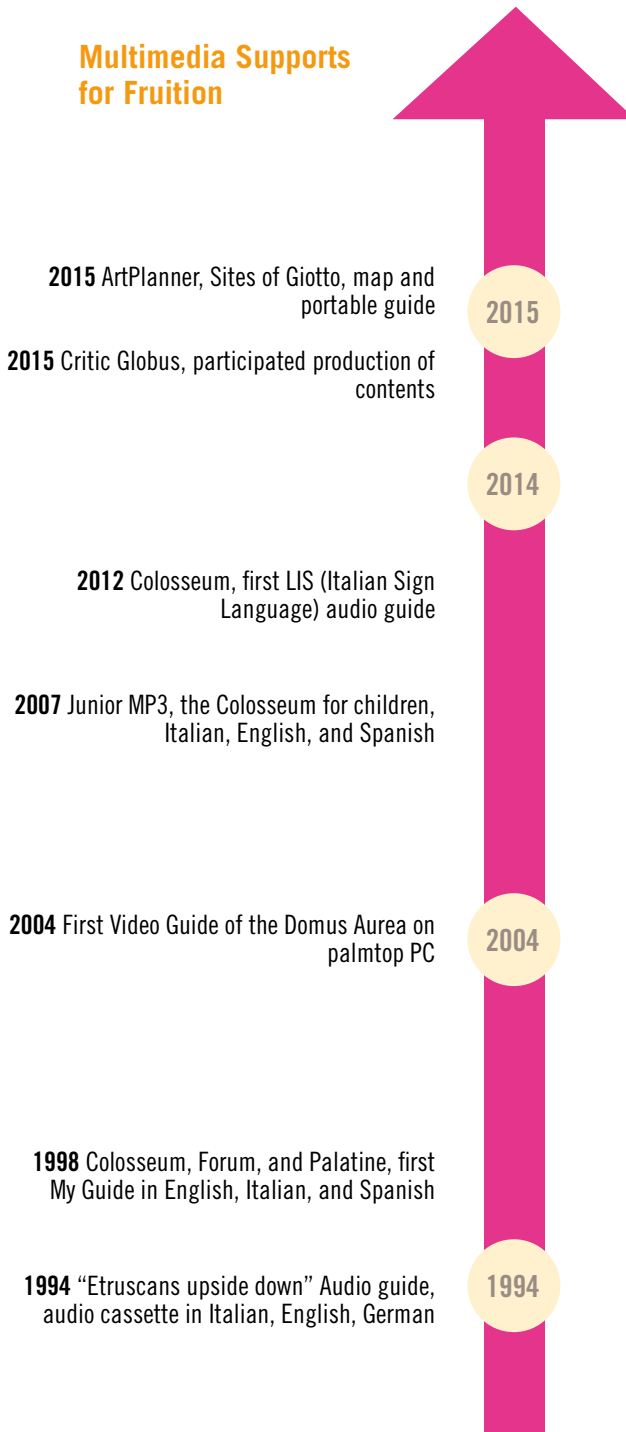 Multimedia Supports
for Fruition
2015 ArtPlanner, Sites of Giotto, map and
portable guide
2015
2015 Critic Globus, participated production of
contents
2014
2012 Colosseum, first LIS (Italian Sign
Language) audio guide
2007 Junior MP3, the Colosseum for children,
Italian, English, and Spanish
2004 First Video Guide of the Domus Aurea on
palmtop PC
2004
1998 Colosseum, Forum, and Palatine, first
My Guide in English, Italian, and Spanish
1994 “Etruscans upside down” Audio guide,
audio cassette in Italian, English, German
1994